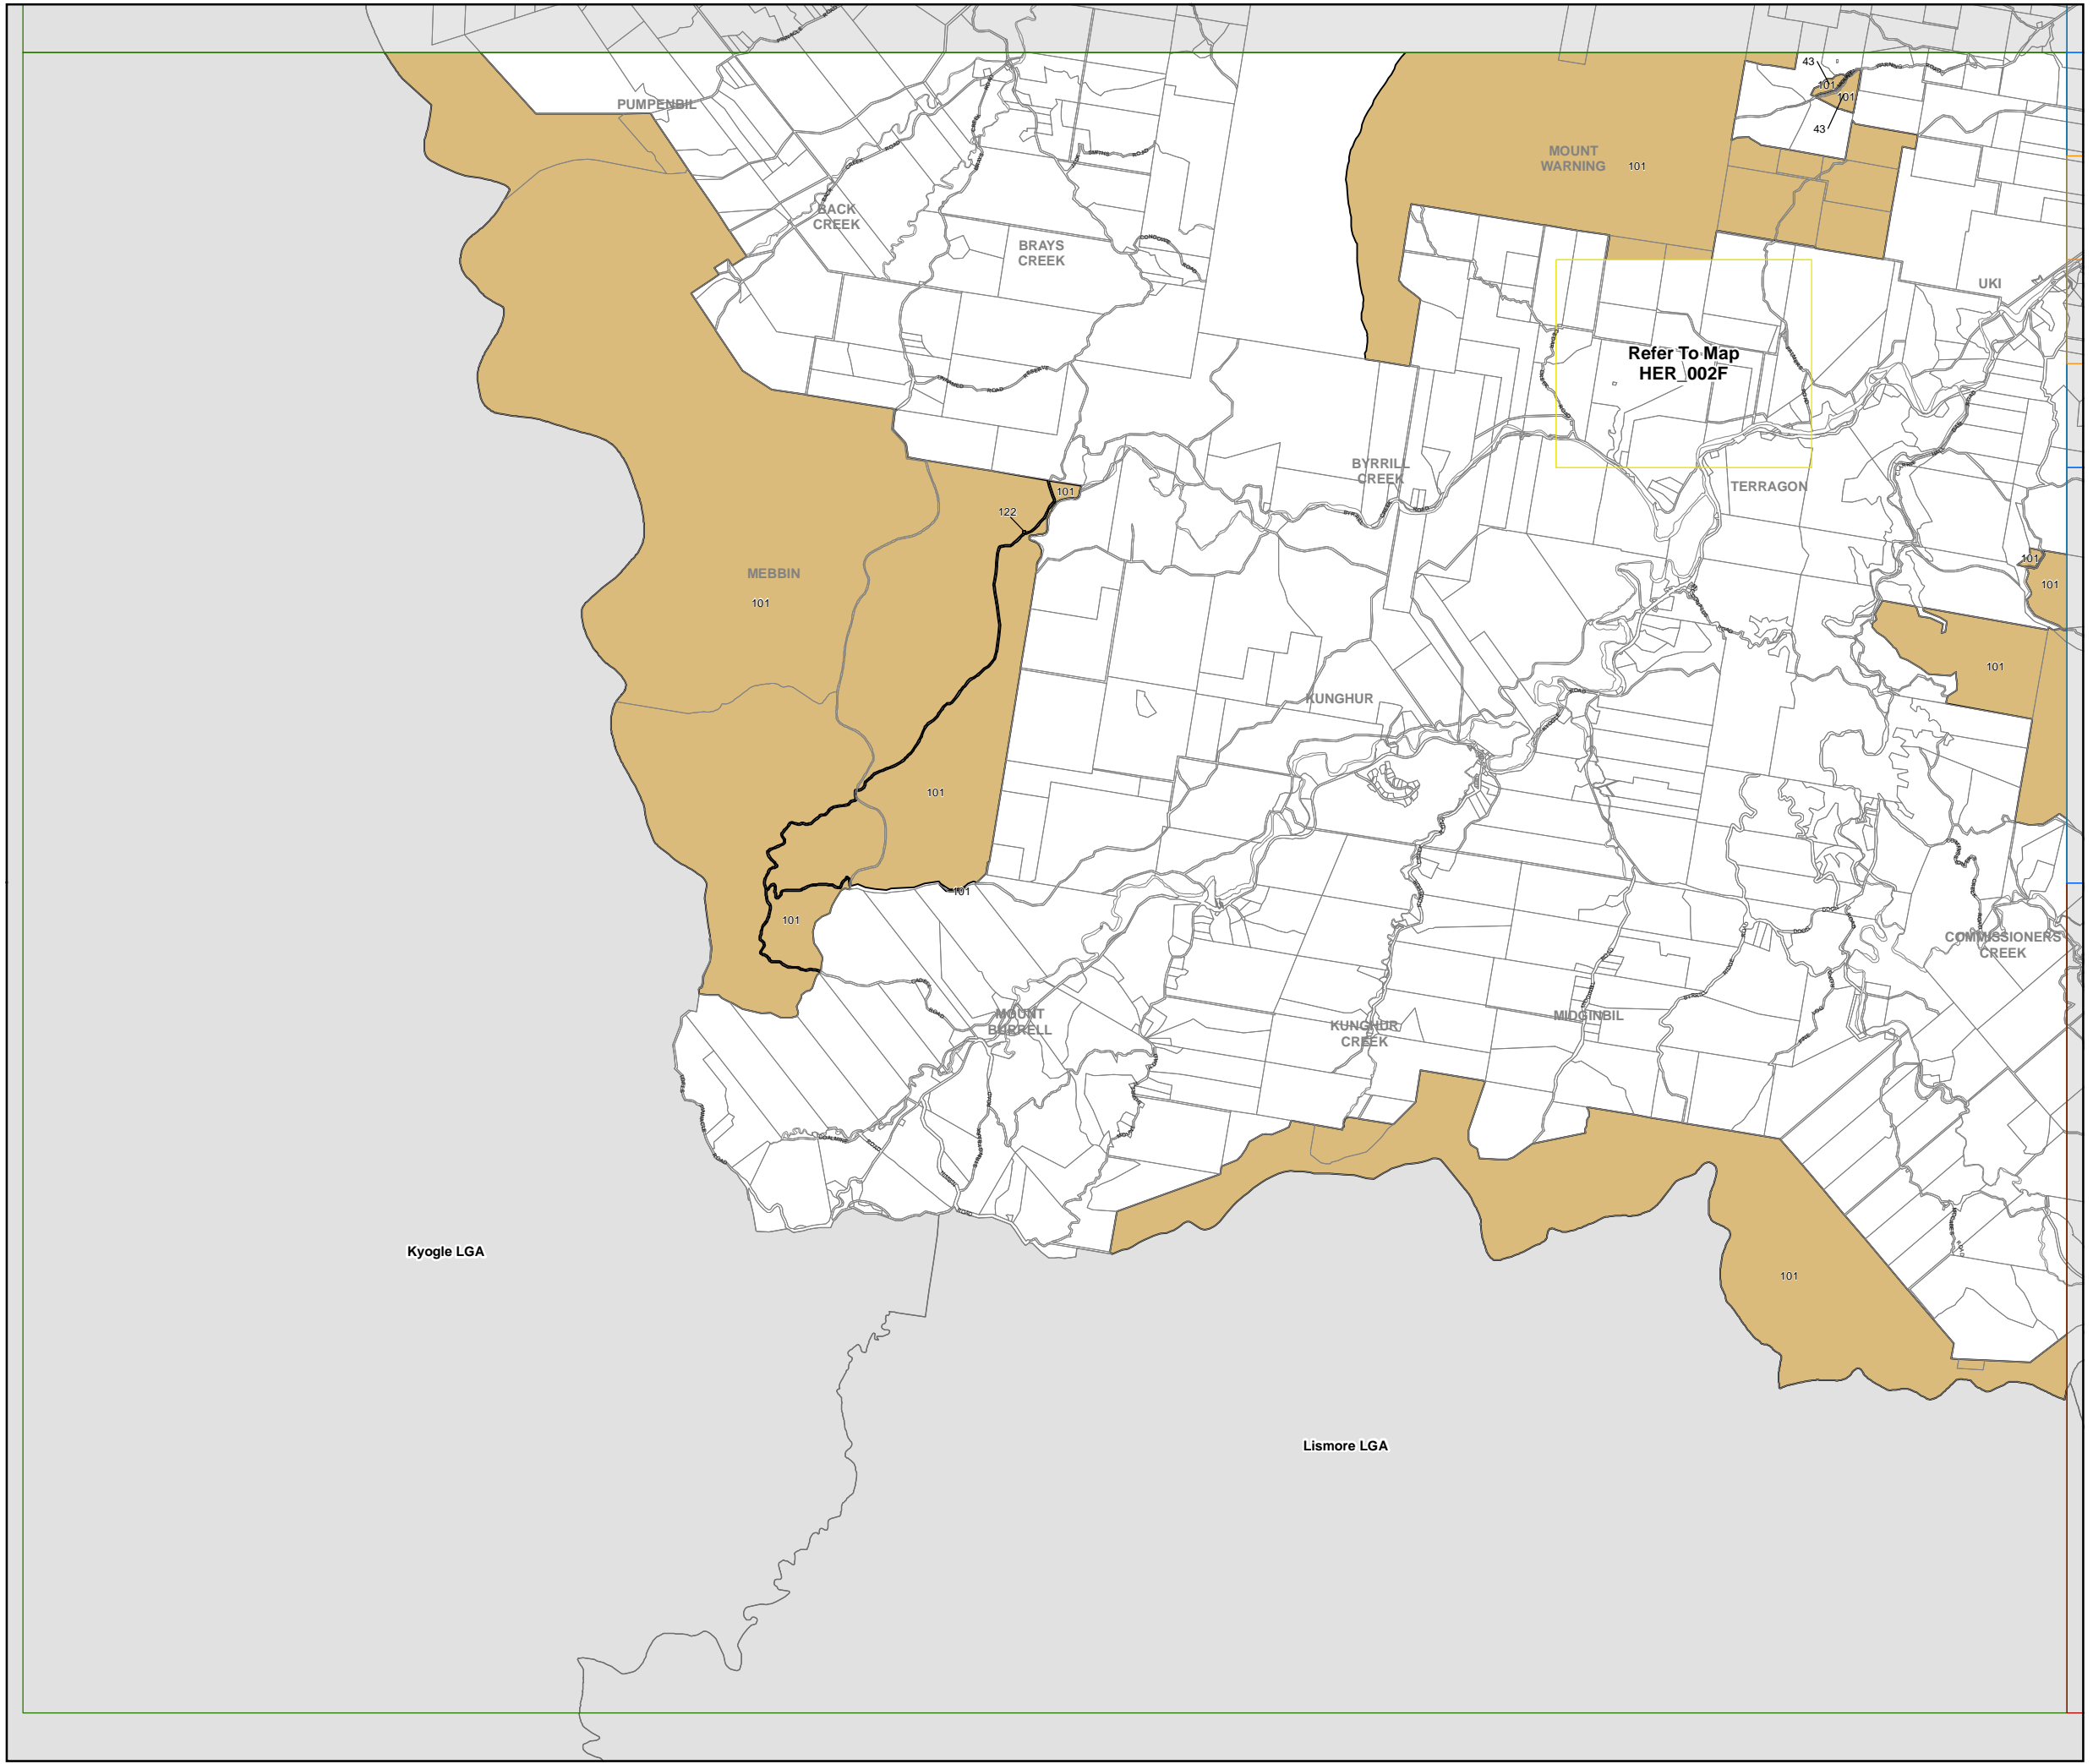 43
PUMPENBIL
101
101
43
MOUNT
WARNING
101
BACK
CREEK
BRAYS
CREEK
UKI
Refer To Map
HER_002F
BYRRILL
CREEK
TERRAGON
101
122
101
101
MEBBIN
101
101
KUNGHUR
101
101
101
COMMISSIONERS
CREEK
MOUNT
BURRELL
KUNGHUR
CREEK
MIDGINBIL
Kyogle LGA
101
Lismore LGA